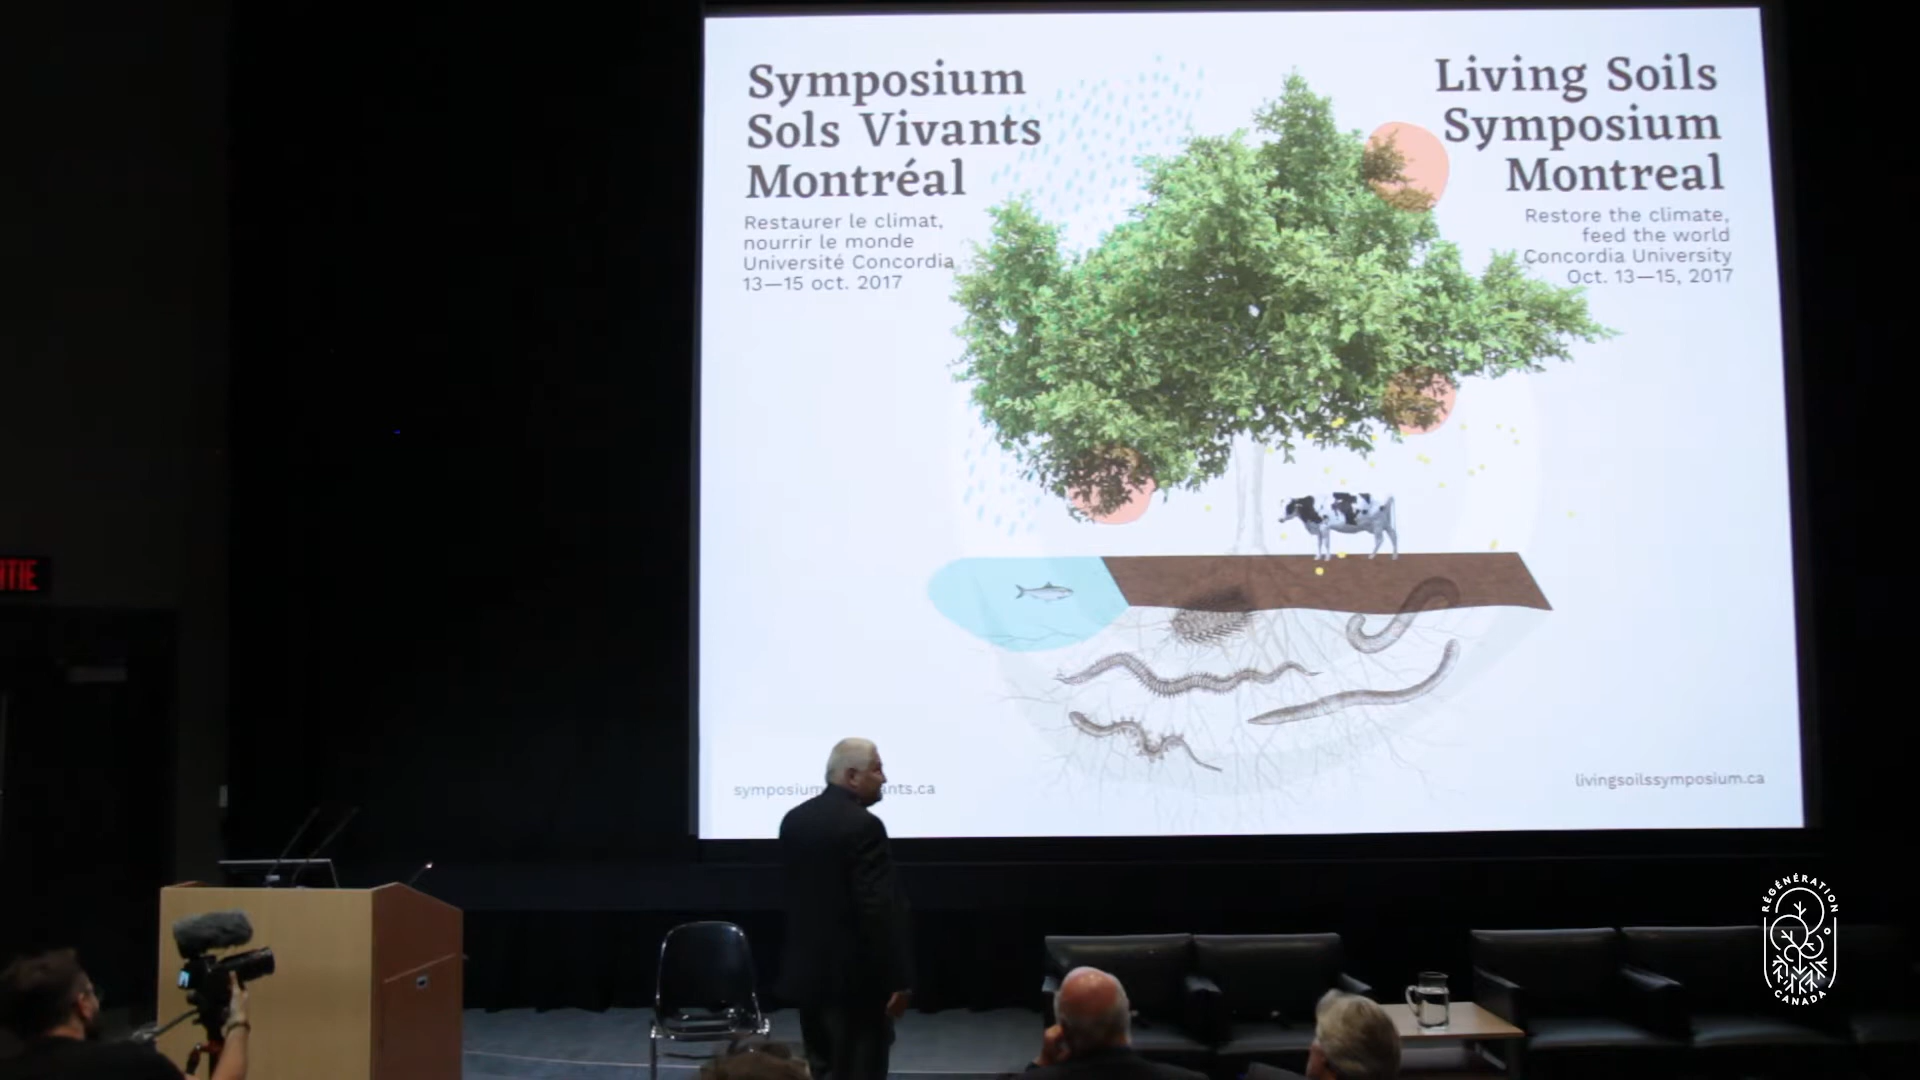 Symposium
Sols Vivants
Montréal
Restaurer le climat,
nourrir le monde
Université Concordia
13—15 oct. 2017
Living Soils
Symposium
Montreal
Restore the climate,
feed the world
Concordia University
Oct. 13—15, 2017
symposium ants.ca
livingsoilssymposium.ca
TIE
RÉGÉNÉRATION
CANADA